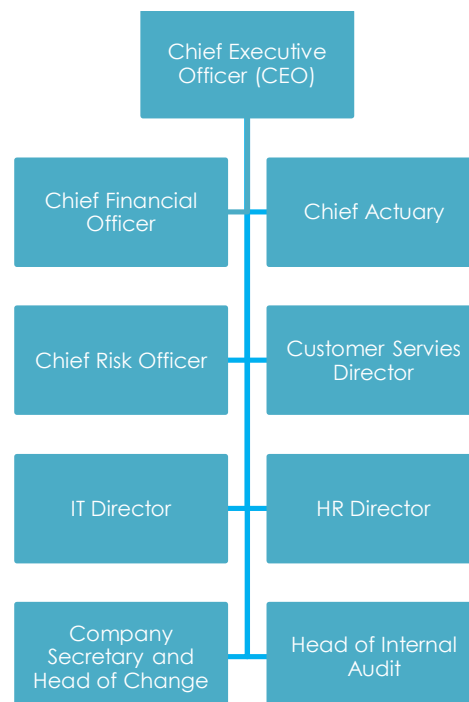 Chief Executive
Officer (CEO)
Chief Financial
Officer
Chief Actuary
Chief Risk Officer
Customer Servies
Director
IT Director
HR Director
Company
Secretary and
Head of Change
Head of Internal
Audit